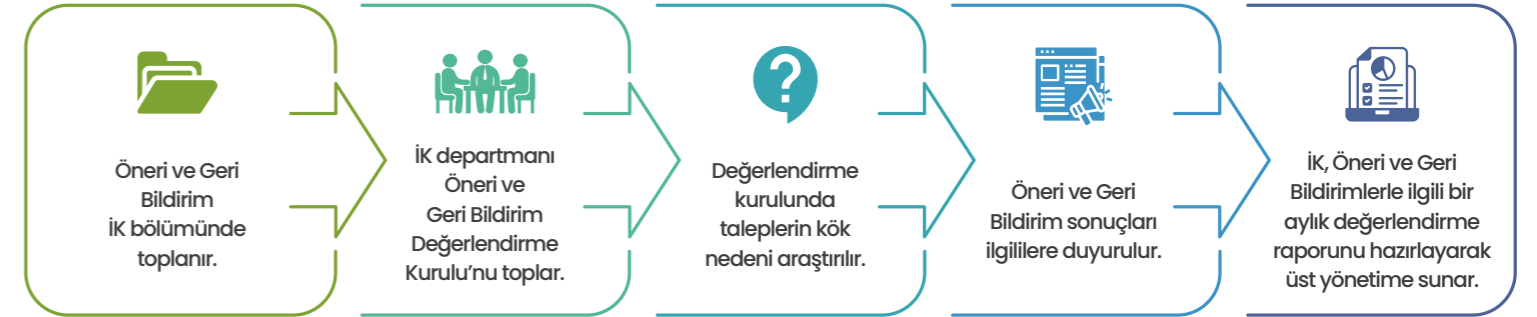 Öneri ve Geri
Bildirim
İK bölümünde
toplanır.
İK departmanı
Öneri ve
Geri Bildirim
Değerlendirme
Kurulu’nu toplar.
Değerlendirme
kurulunda
taleplerin kök
nedeni araştırılır.
Öneri ve Geri
Bildirim sonuçları
ilgililere duyurulur.
İK, Öneri ve Geri
Bildirimlerle ilgili bir
aylık değerlendirme
raporunu hazırlayarak
üst yönetime sunar.